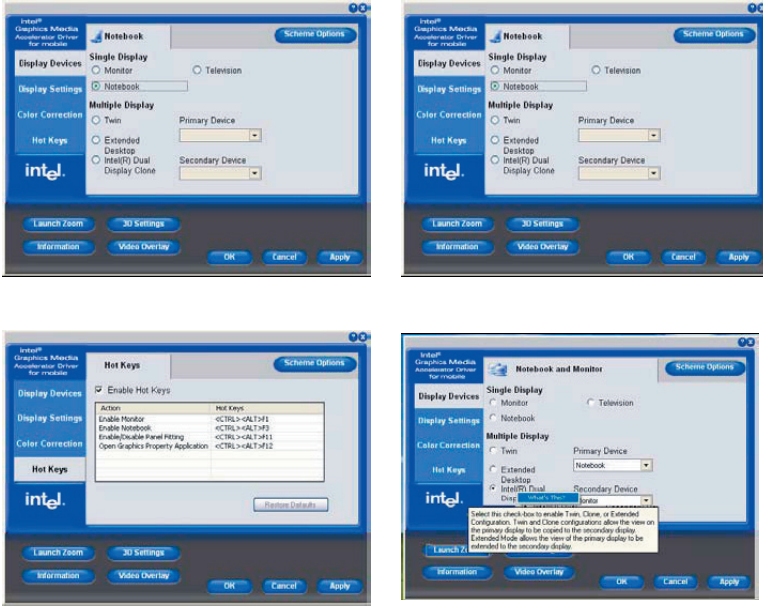 Intel®
Graphics Media
Accelerator Driver
for mobile
Notebook
Scheme Options
Display Devices
Display Settings
Color Correction
Hot Keys
intel.
Single Display
Monitor
Television
Notebook
Multiple Display
Twin
Primary Device
Extended
Desktop
Intel(R) Dual
Display Clone
Secondary Device
Launch Zoom
3D Settings
Information
Video Overlay
OK
Cancel
Apply
Intel®
Graphics Media
Accelerator Driver
for mobile
Notebook
Scheme Options
Display Devices
Display Settings
Color Correction
Hot Keys
intel.
Single Display
Monitor
Television
Notebook
Multiple Display
Twin
Primary Device
Extended
Desktop
Intel(R) Dual
Display Clone
Secondary Device
Launch Zoom
3D Settings
Information
Video Overlay
OK
Cancel
Apply
Intel®
Graphics Media
Accelerator Driver
for mobile
Hot Keys
Scheme Options
Display Devices
Display Settings
Color Correction
Hot Keys
intel.
Enable Hot Keys
Action Hot Keys
Enable Monitor <CTRL><ALT>F1
Enable Notebook <CTRL><ALT>F3
Enable/Disable Panel Fitting <CTRL><ALT>F11
Open Graphics Property Application <CTRL><ALT>F12
Restore Defaults
Launch Zoom
3D Settings
Information
Video Overlay
OK
Cancel
Apply
Intel®
Graphics Media
Accelerator Driver
for mobile
Notebook and Monitor
Scheme Options
Display Devices
Display Settings
Color Correction
Hot Keys
intel.
Single Display
Monitor
Television
Notebook
Multiple Display
Twin
Primary Device
Notebook
Extended
Desktop
Intel(R) Dual
Disp
Secondary Device
onitor
What's This?
Select this check-box to enable Twin, Clone, or Extended
Configuration. Twin and Clone configurations allow the view on
the primary display to be copied to the secondary display.
Extended Mode allows the view of the primary display to be
extended to the secondary display.
Launch Z
Information
Video Overlay
OK
Cancel
Apply